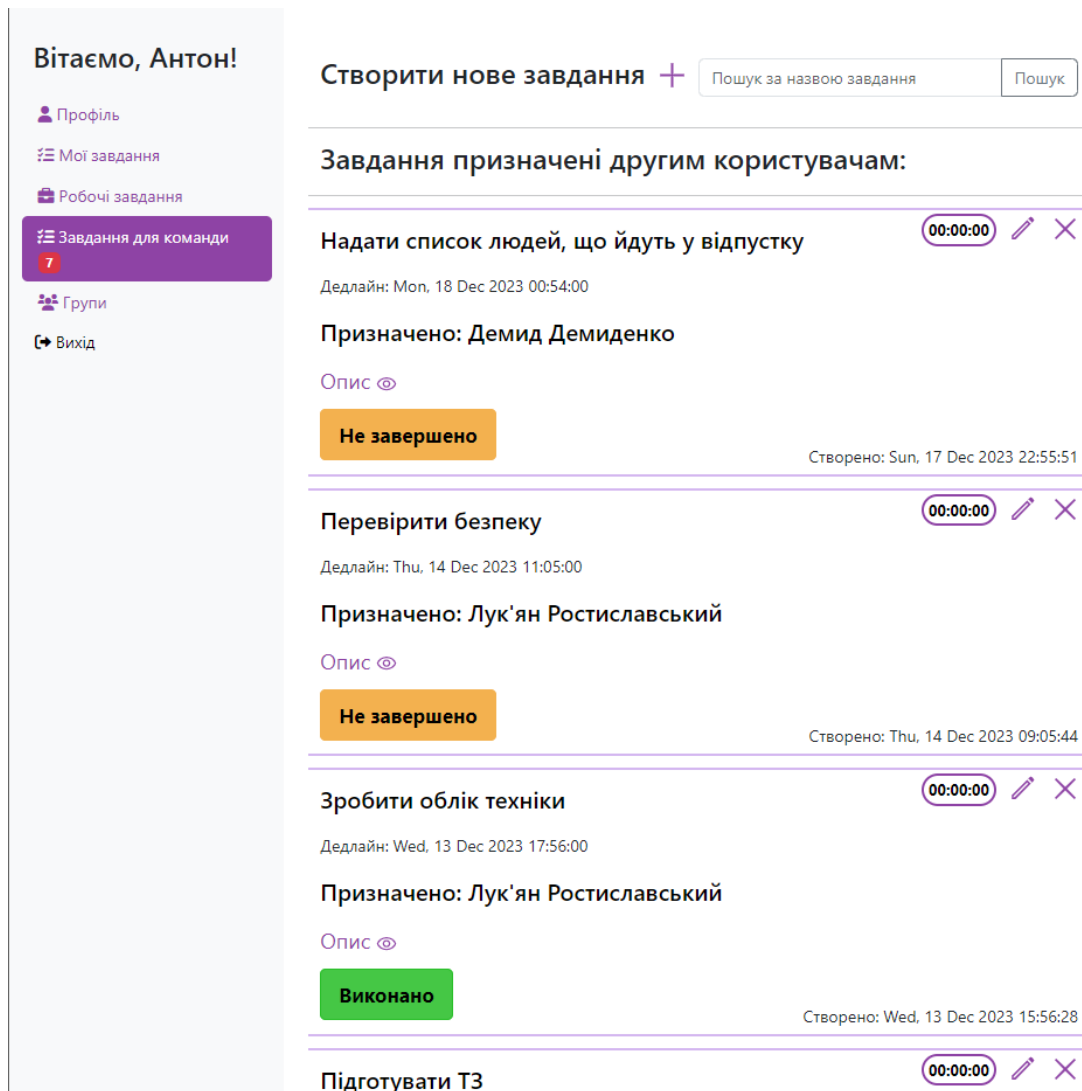 Вітаємо, Антон!
Профіль
Мої завдання
Робочі завдання
Завдання для команди
7
Групи
Вихід
Створити нове завдання
Пошук за назвою завдання
Пошук
Завдання призначені другим користувачам:
Надати список людей, що йдуть у відпустку
00:00:00
Дедлайн: Mon, 18 Dec 2023 00:54:00
Призначено: Демид Демиденко
Опис
Не завершено
Створено: Sun, 17 Dec 2023 22:55:51
Перевірити безпеку
00:00:00
Дедлайн: Thu, 14 Dec 2023 11:05:00
Призначено: Лук'ян Ростиславський
Опис
Не завершено
Створено: Thu, 14 Dec 2023 09:05:44
Зробити облік техніки
00:00:00
Дедлайн: Wed, 13 Dec 2023 17:56:00
Призначено: Лук'ян Ростиславський
Опис
Виконано
Створено: Wed, 13 Dec 2023 15:56:28
Підготувати ТЗ
00:00:00